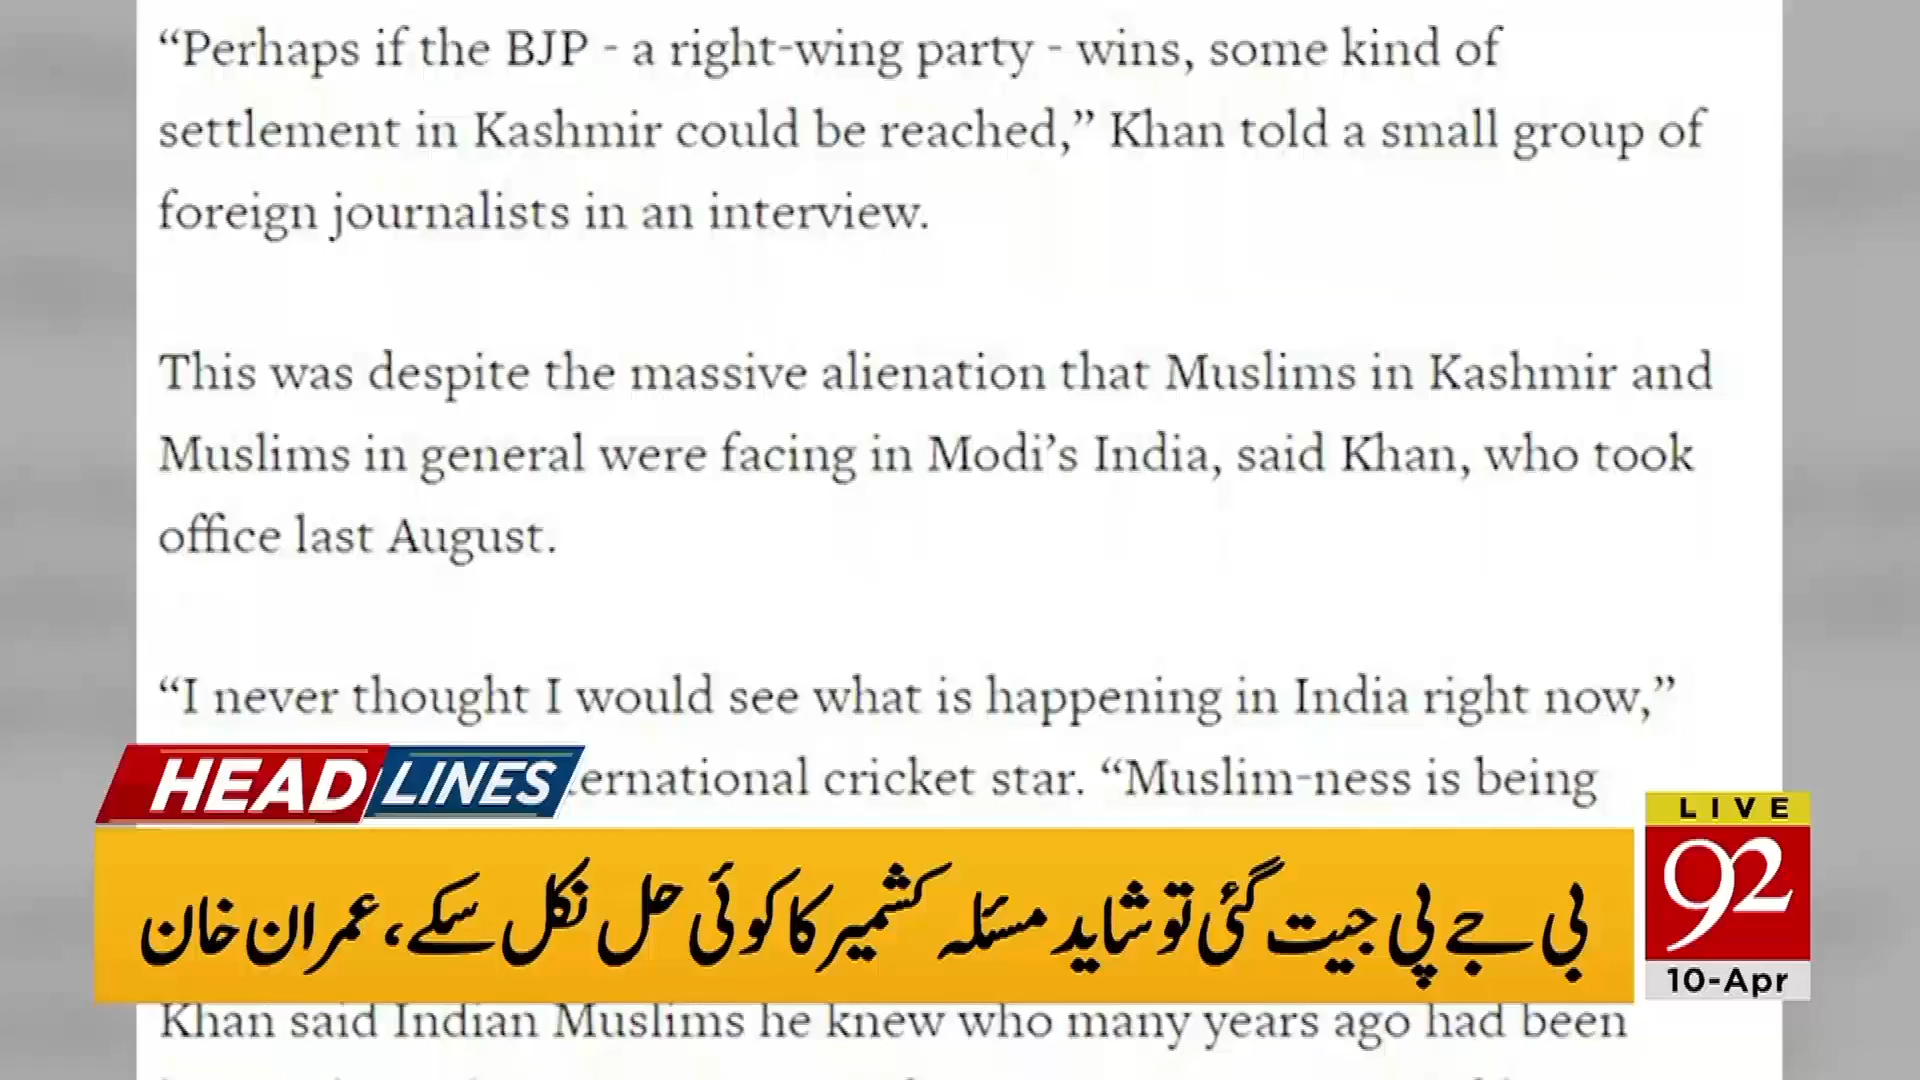 “Perhaps if the BJP - a right-wing party - wins, some kind of
settlement in Kashmir could be reached,” Khan told a small group of
foreign journalists in an interview.
This was despite the massive alienation that Muslims in Kashmir and
Muslims in general were facing in Modi’s India, said Khan, who took
office last August.
“I never thought I would see what is happening in India right now,”
ernational cricket star. “Muslim-ness is being
HEADLINES
بی جے پی جیت گئی تو شاید مسئلہ کشمیر کا کوئی حل نکل سکے، عمران خان
LIVE
92
10-Apr
Khan said Indian Muslims he knew who many years ago had been